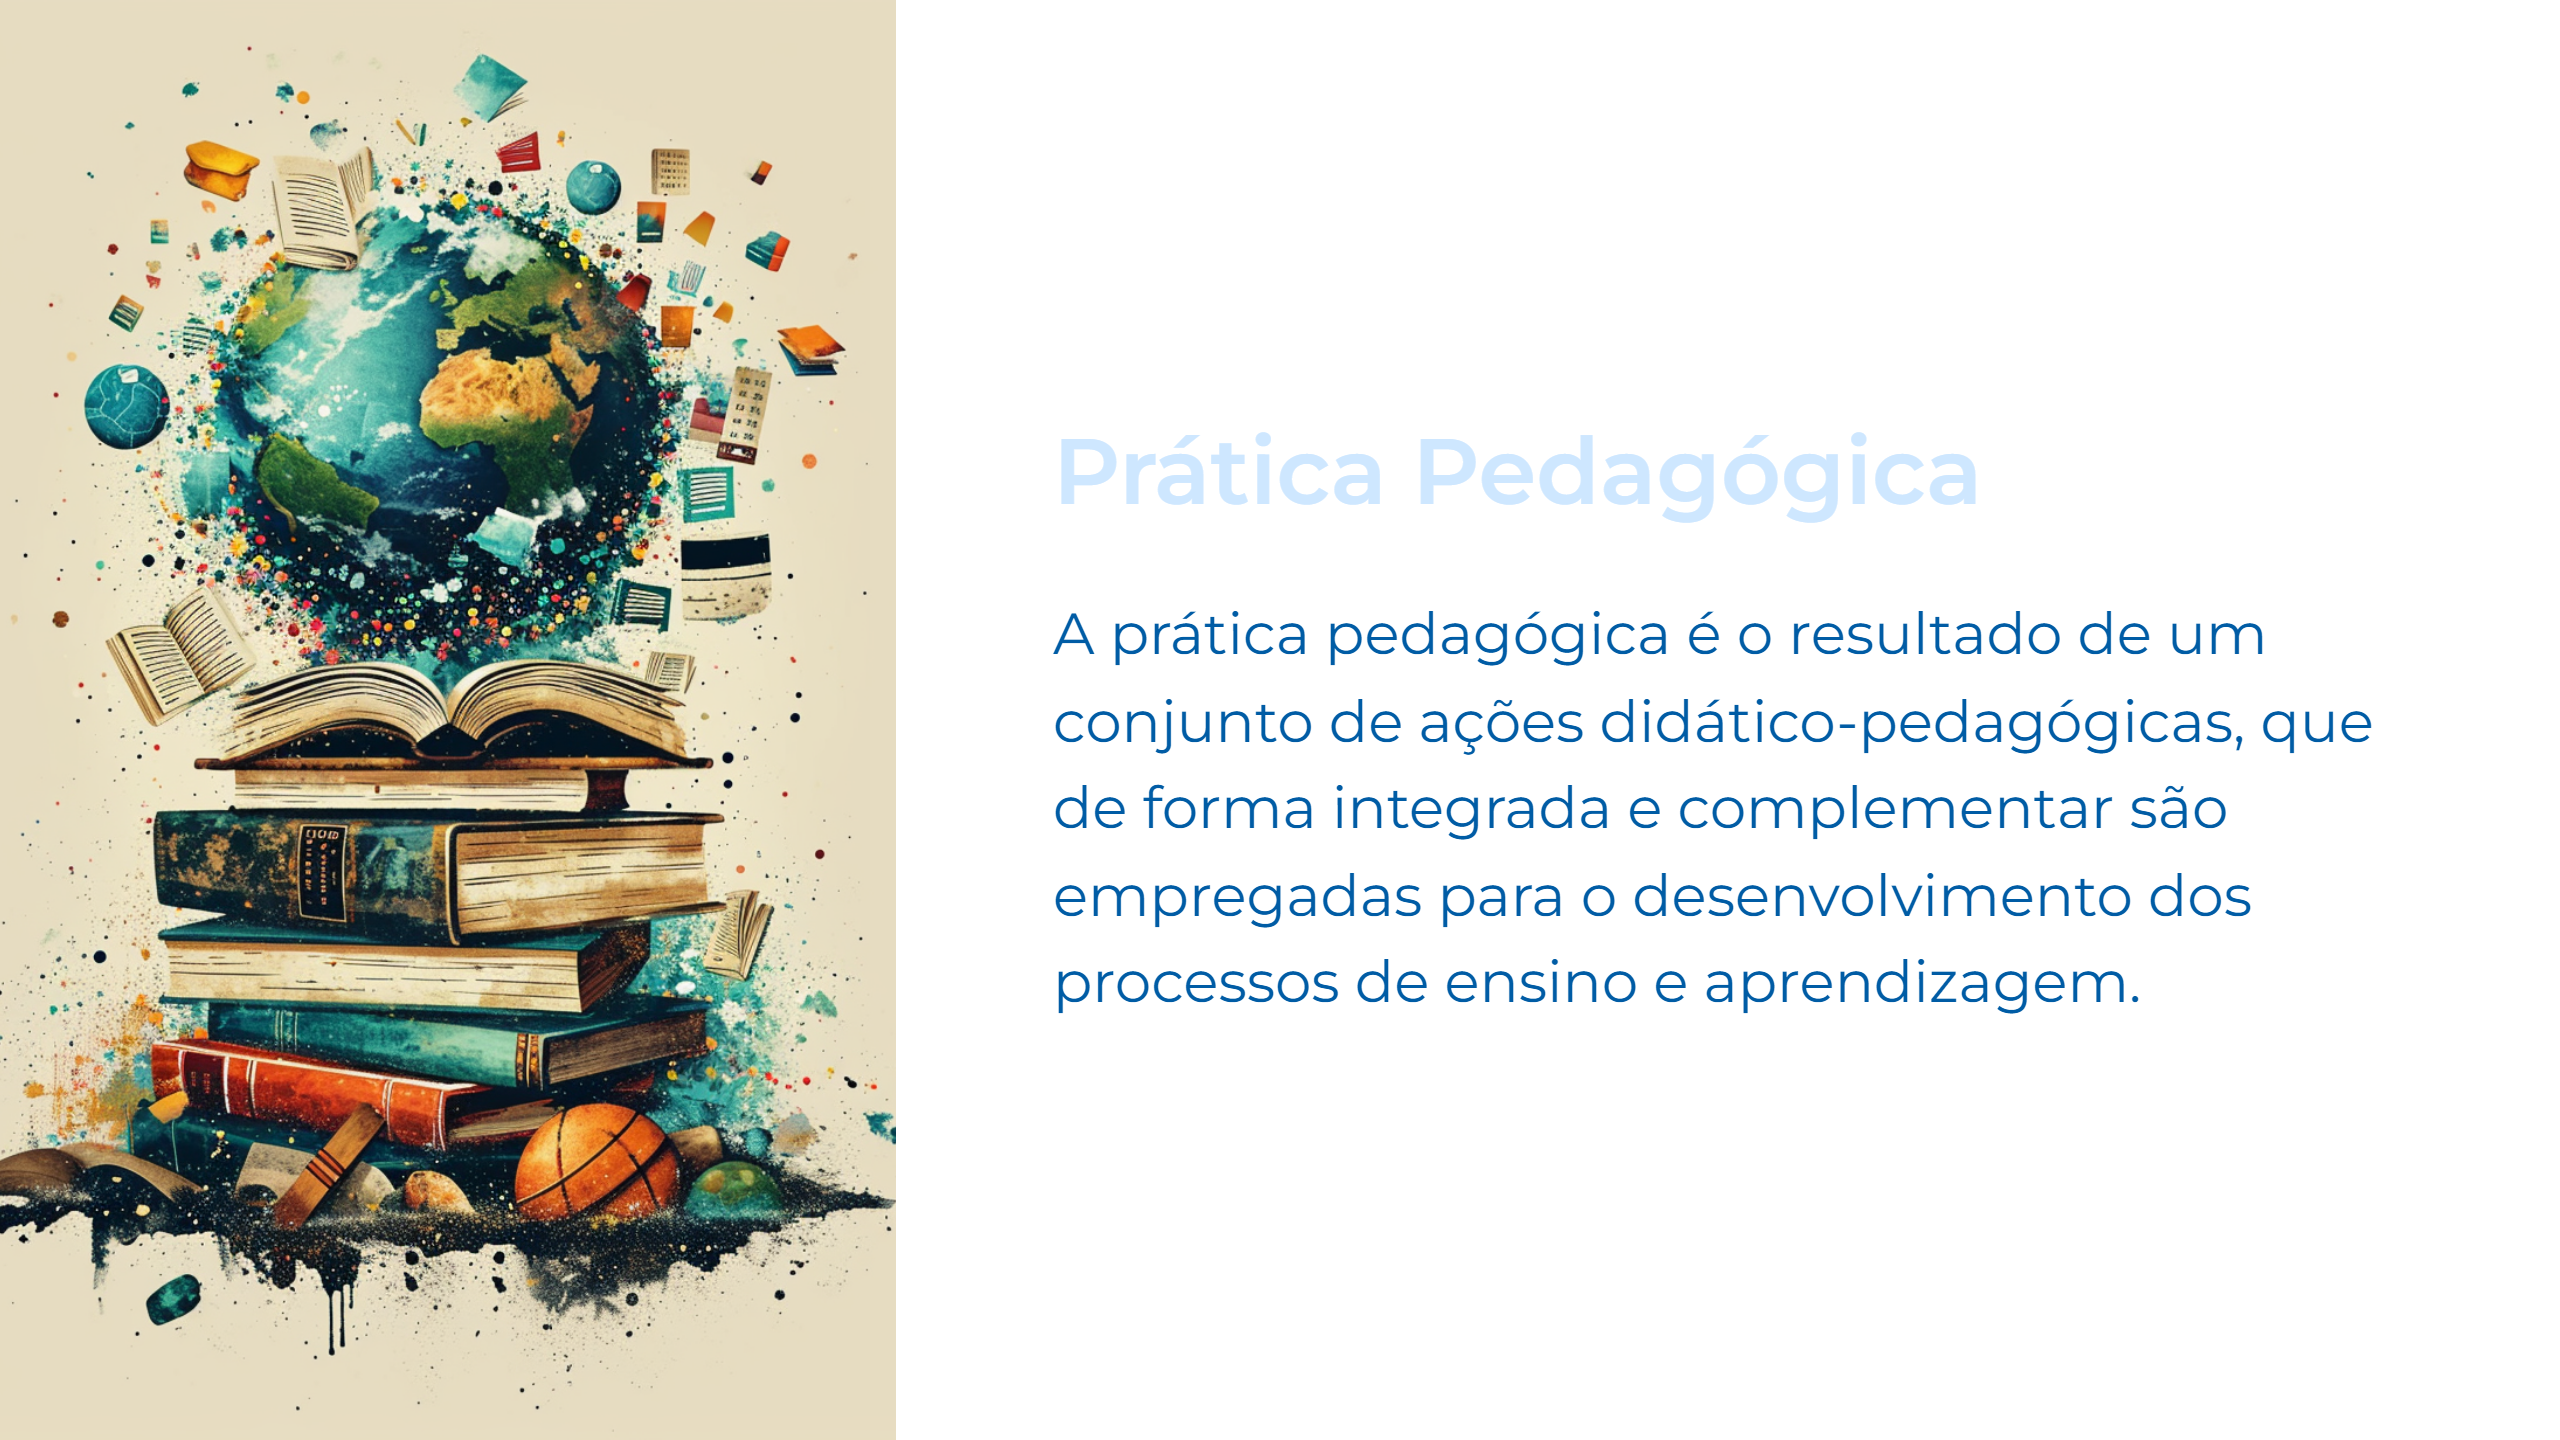 Prática Pedagógica
A prática pedagógica é o resultado de um
conjunto de ações didático-pedagógicas, que
de forma integrada e complementar são
empregadas para o desenvolvimento dos
processos de ensino e aprendizagem.